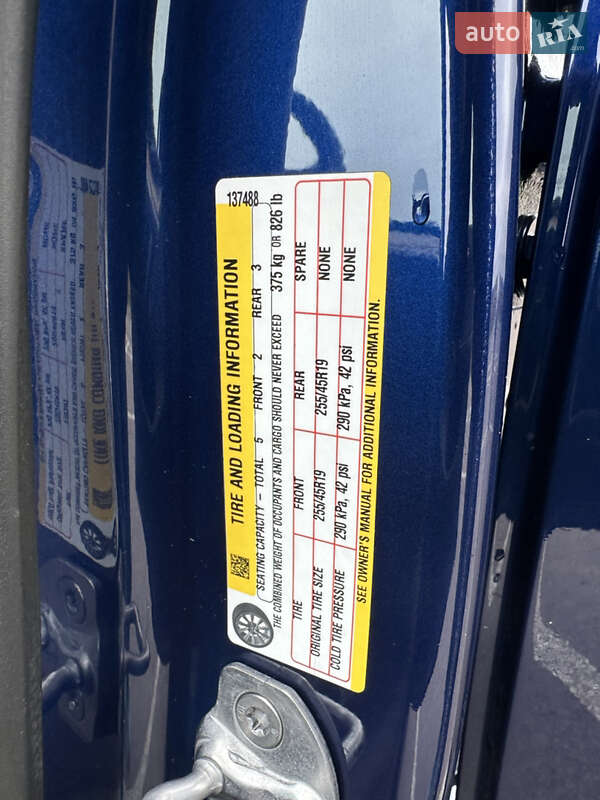 auto RIA.com
137488
TIRE AND LOADING INFORMATION
SEATING CAPACITY – TOTAL 5 FRONT 2 REAR 3
THE COMBINED WEIGHT OF OCCUPANTS AND CARGO SHOULD NEVER EXCEED 375 kg OR 826 lb
TIRE FRONT REAR SPARE
ORIGINAL TIRE SIZE 255/45R19 255/45R19 NONE
COLD TIRE PRESSURE 290 kPa, 42 psi 290 kPa, 42 psi NONE
SEE OWNER'S MANUAL FOR ADDITIONAL INFORMATION.